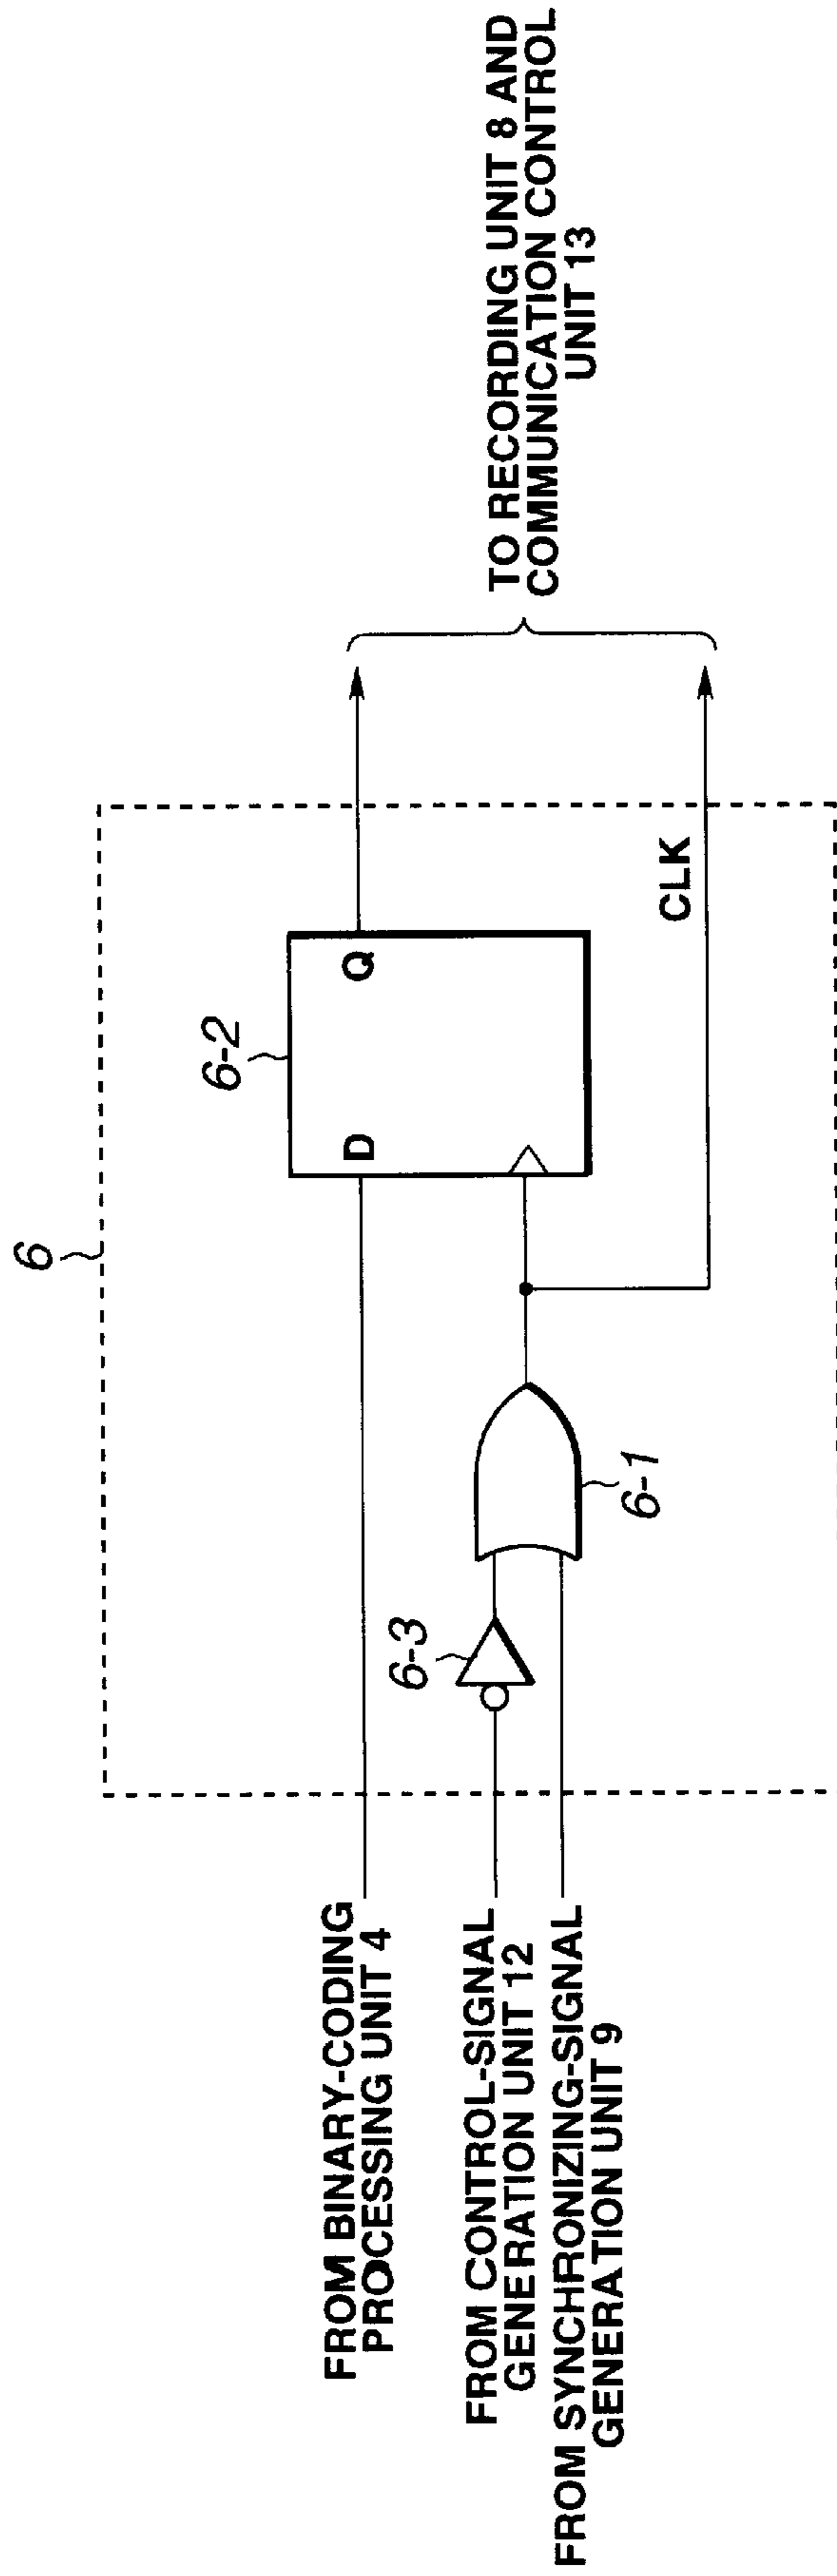 FROM BINARY-CODING
PROCESSING UNIT 4
FROM CONTROL-SIGNAL
GENERATION UNIT 12
FROM SYNCHRONIZING-SIGNAL
GENERATION UNIT 9
6
6-3
6-1
6-2
D
Q
CLK
TO RECORDING UNIT 8 AND
COMMUNICATION CONTROL
UNIT 13